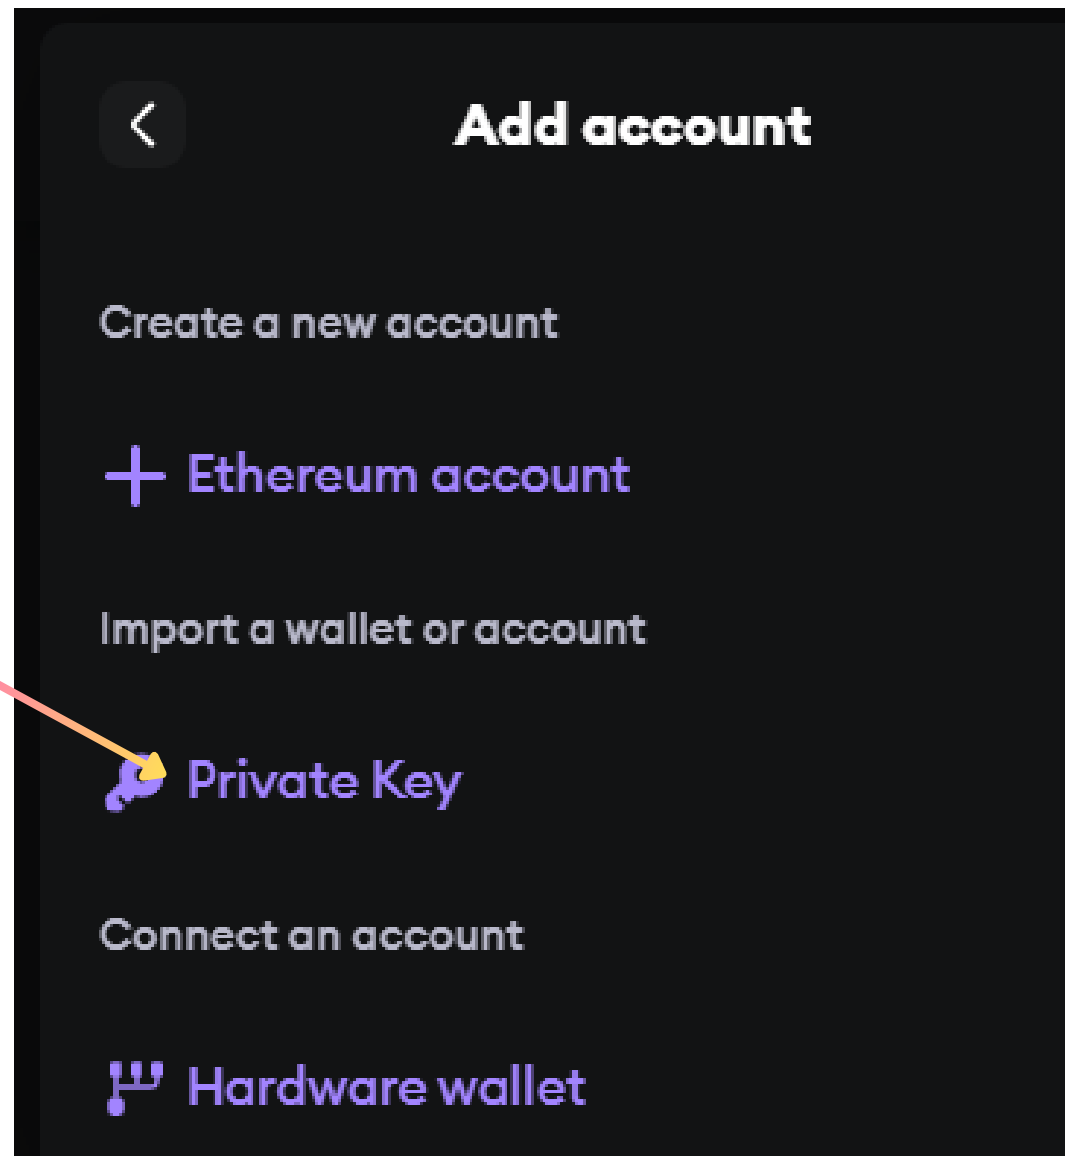 Add account
Create a new account
Ethereum account
Import a wallet or account
Private Key
Connect an account
Hardware wallet